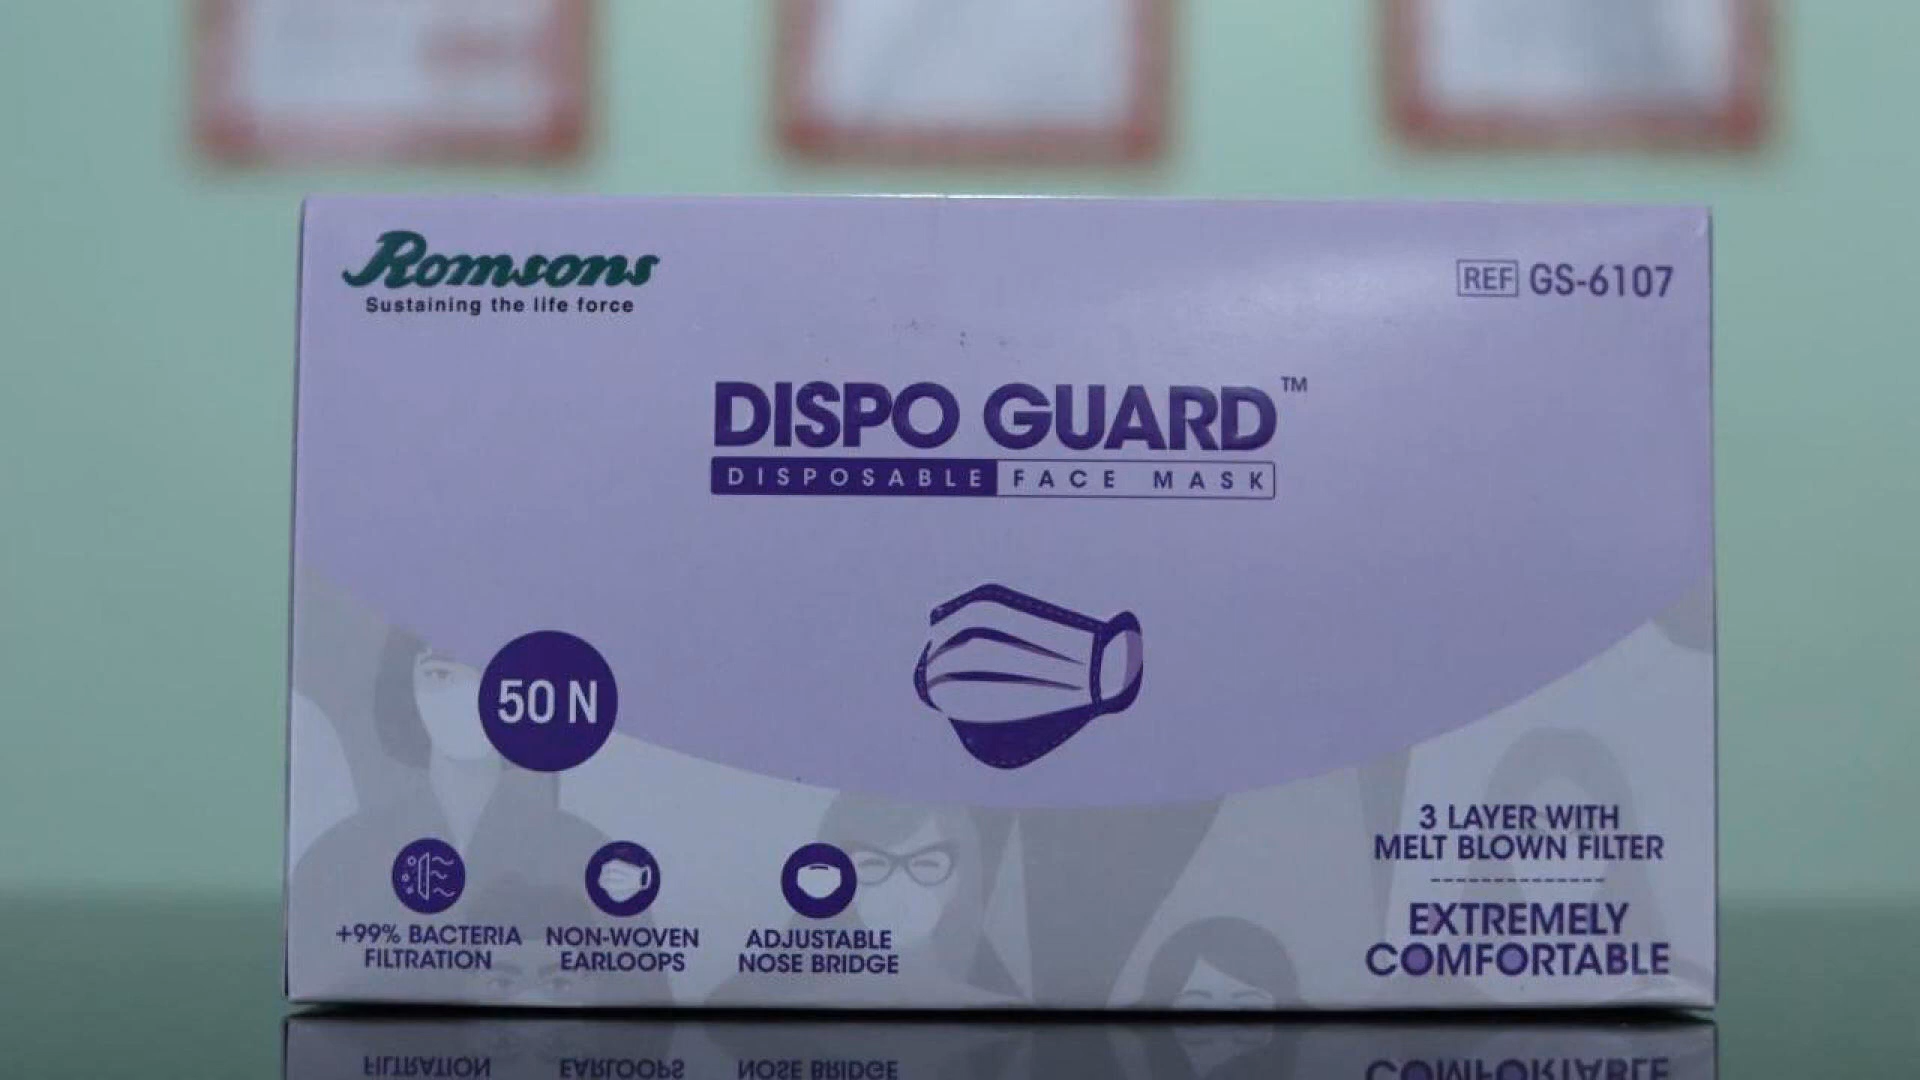 Romsons
Sustaining the life force
REF GS-6107
DISPO GUARD™
DISPOSABLE FACE MASK
50 N
3 LAYER WITH
MELT BLOWN FILTER
EXTREMELY
COMFORTABLE
+99% BACTERIA
FILTRATION
NON-WOVEN
EARLOOPS
ADJUSTABLE
NOSE BRIDGE